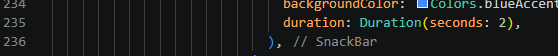 234 backgroundColor: Colors.blueAccent
235 duration: Duration(seconds: 2),
236 ), // SnackBar